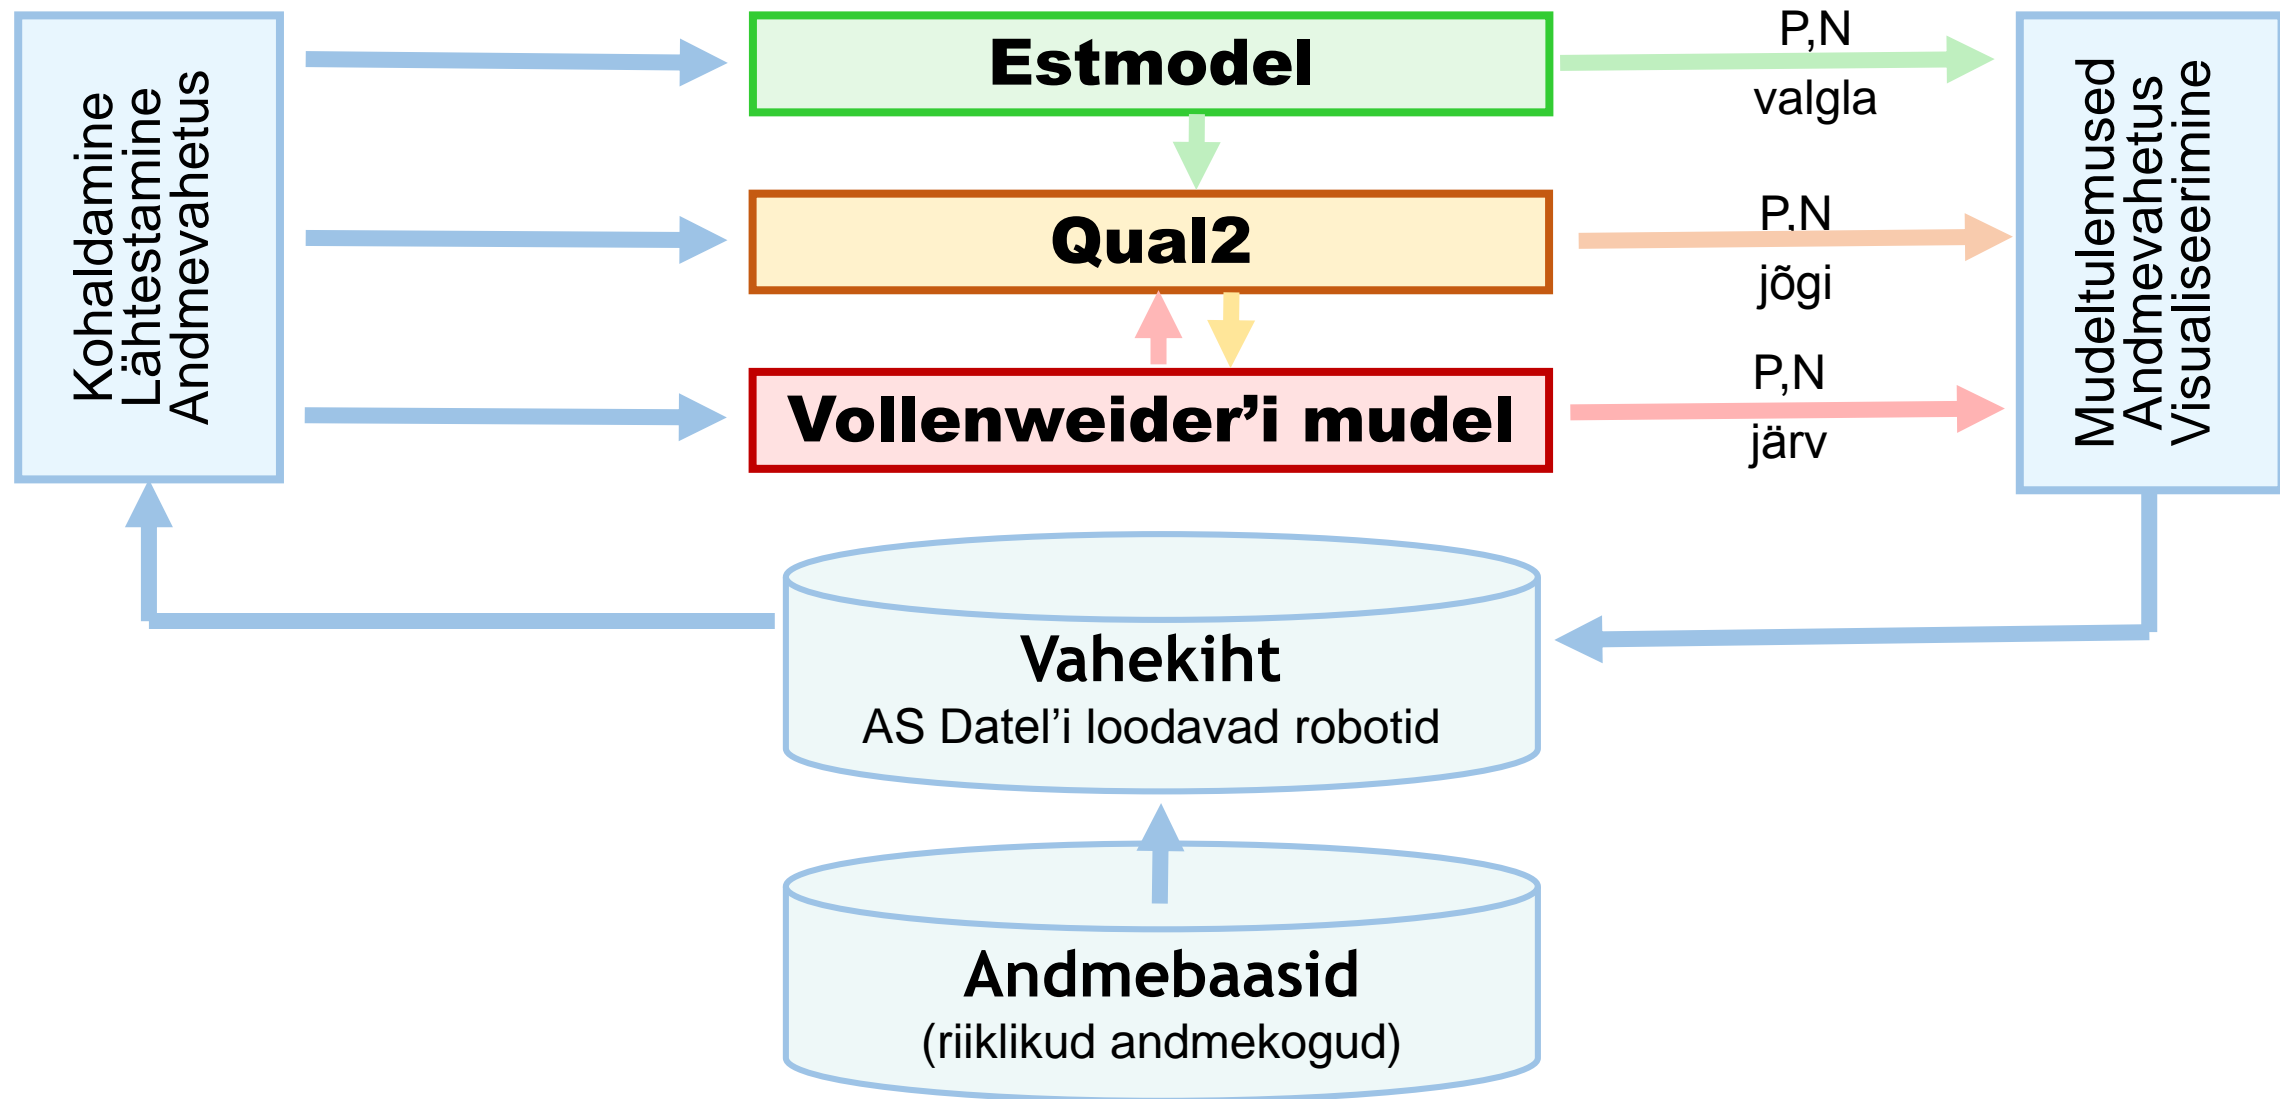 Kohaldamine
Lähtestamine
Andmevahetus
Estmodel
P,N
valgla
Qual2
P,N
jõgi
Vollenweider’i mudel
P,N
järv
Mudeltulemused
Andmevahetus
Visualiseerimine
Vahekiht
AS Datel’i loodavad robotid
Andmebaasid
(riiklikud andmekogud)